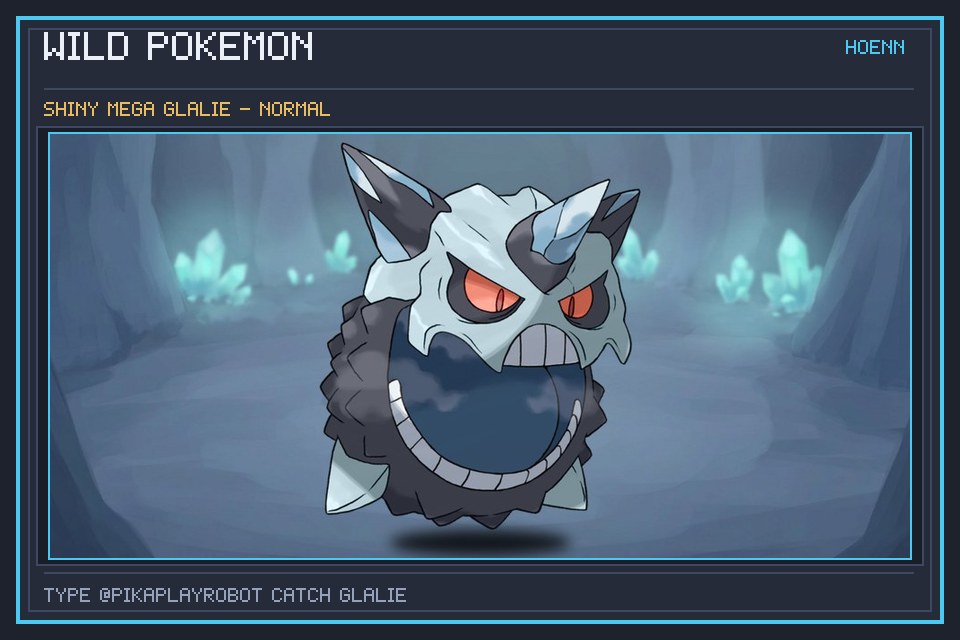 WILD POKEMON
HOENN
SHINY MEGA GLALIE - NORMAL
TYPE @PIKAPLAYROBOT CATCH GLALIE